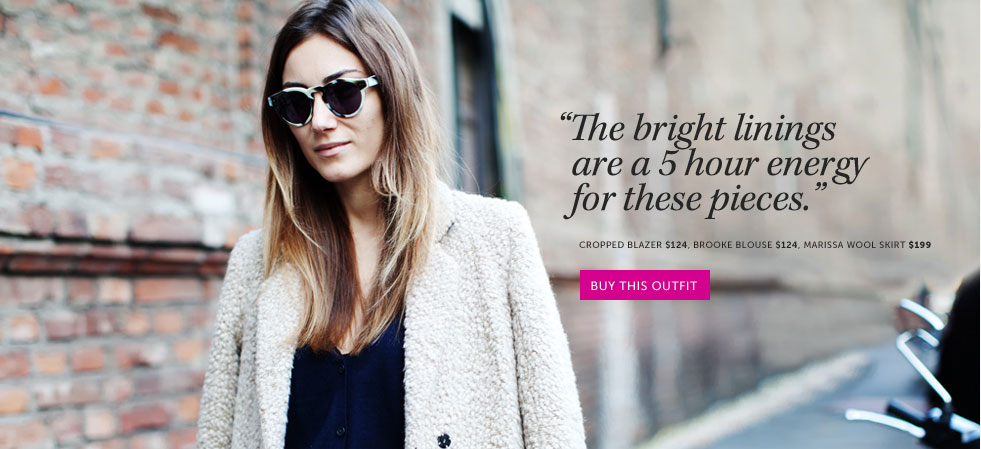 “The bright linings
are a 5 hour energy
for these pieces.”
CROPPED BLAZER $124, BROOKE BLOUSE $124, MARISSA WOOL SKIRT $199
BUY THIS OUTFIT